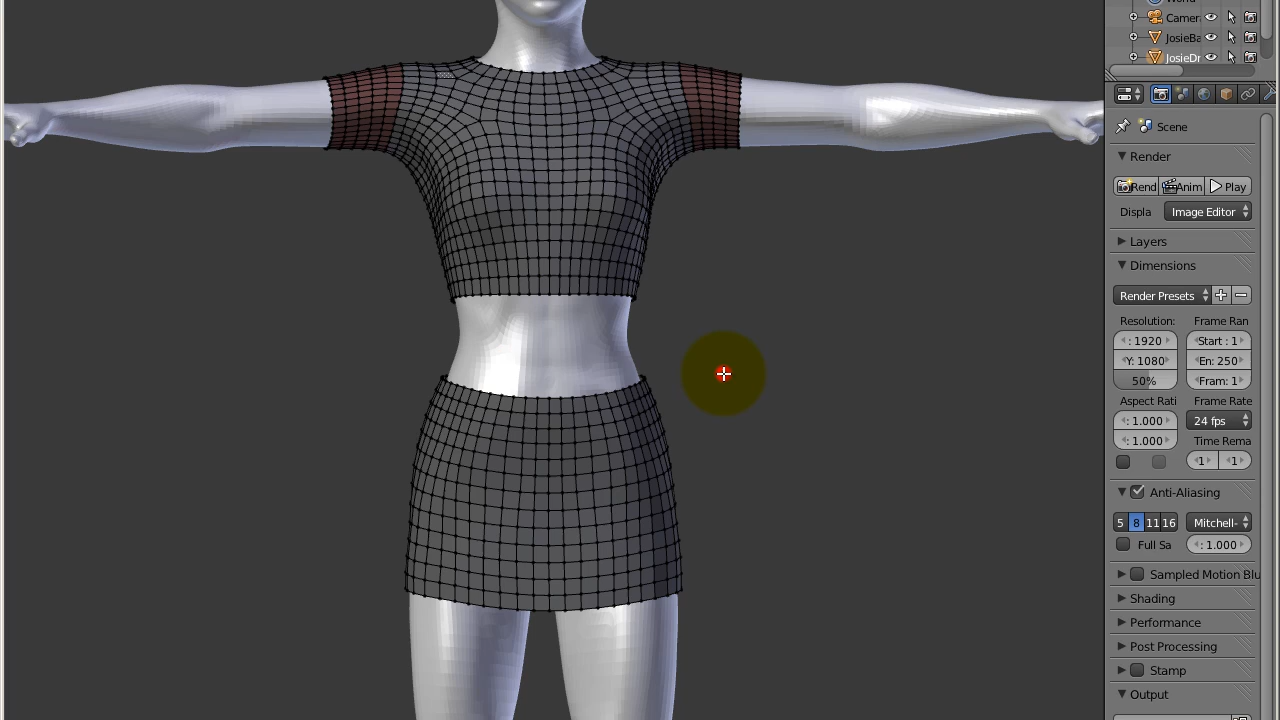 World
Camer
JosieBa
JosieDr
Scene
Render
Rend Anim Play
Displa Image Editor
Layers
Dimensions
Render Presets
Resolution: Frame Ran
: 1920 Start : 1
Y: 1080 En: 250
50% Fram: 1
Aspect Rati Frame Rate
: 1.000 24 fps
: 1.000 Time Rema
1 1
Anti-Aliasing
5 8 11 16 Mitchell-
Full Sa : 1.000
Sampled Motion Blu
Shading
Performance
Post Processing
Stamp
Output